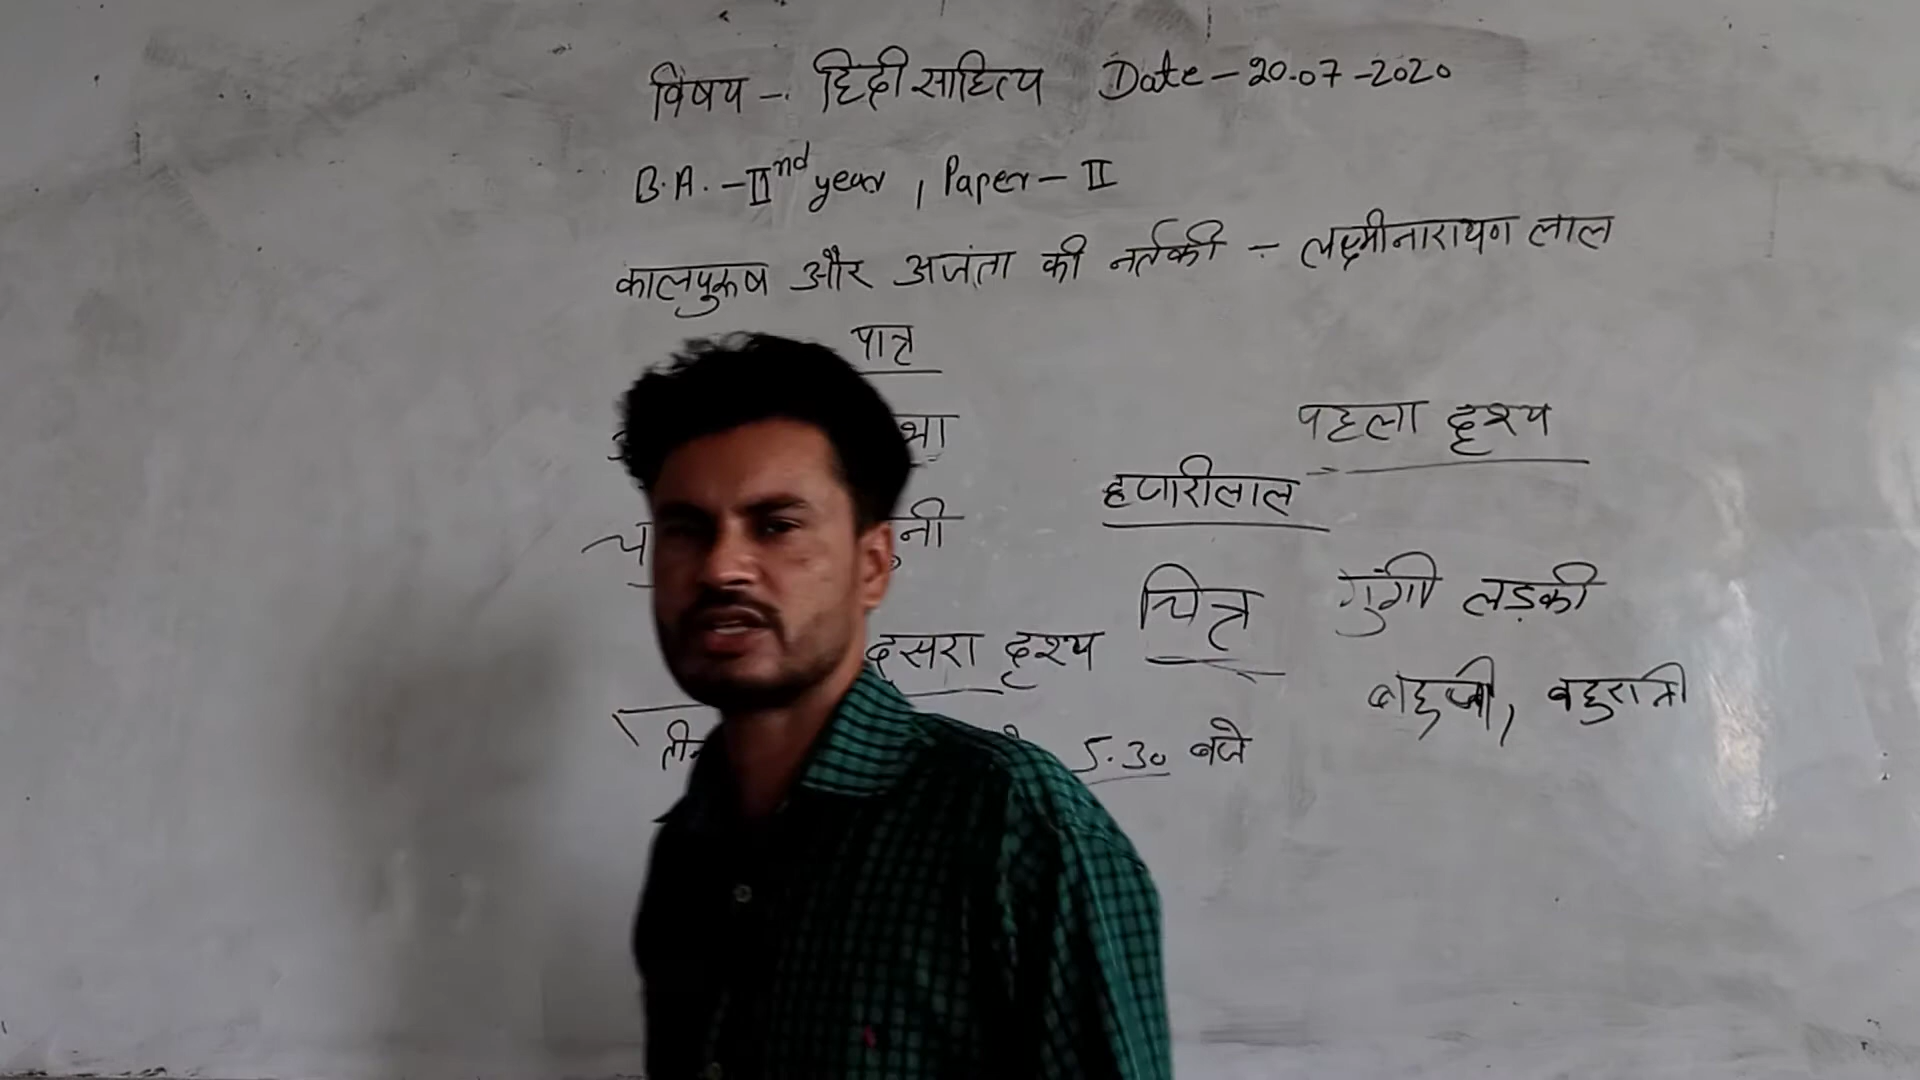 विषय -. हिंदी साहित्य Date - 20.07-2020
B.A. - IInd year, Paper - II
कालपुरूष और अजंता की नर्तकी - लक्ष्मीनारायण लाल
पात्र
पहला दृश्य
हजारीलाल
चित्र गुंगी लड़की
दुसरा दृश्य
5.30 बजे